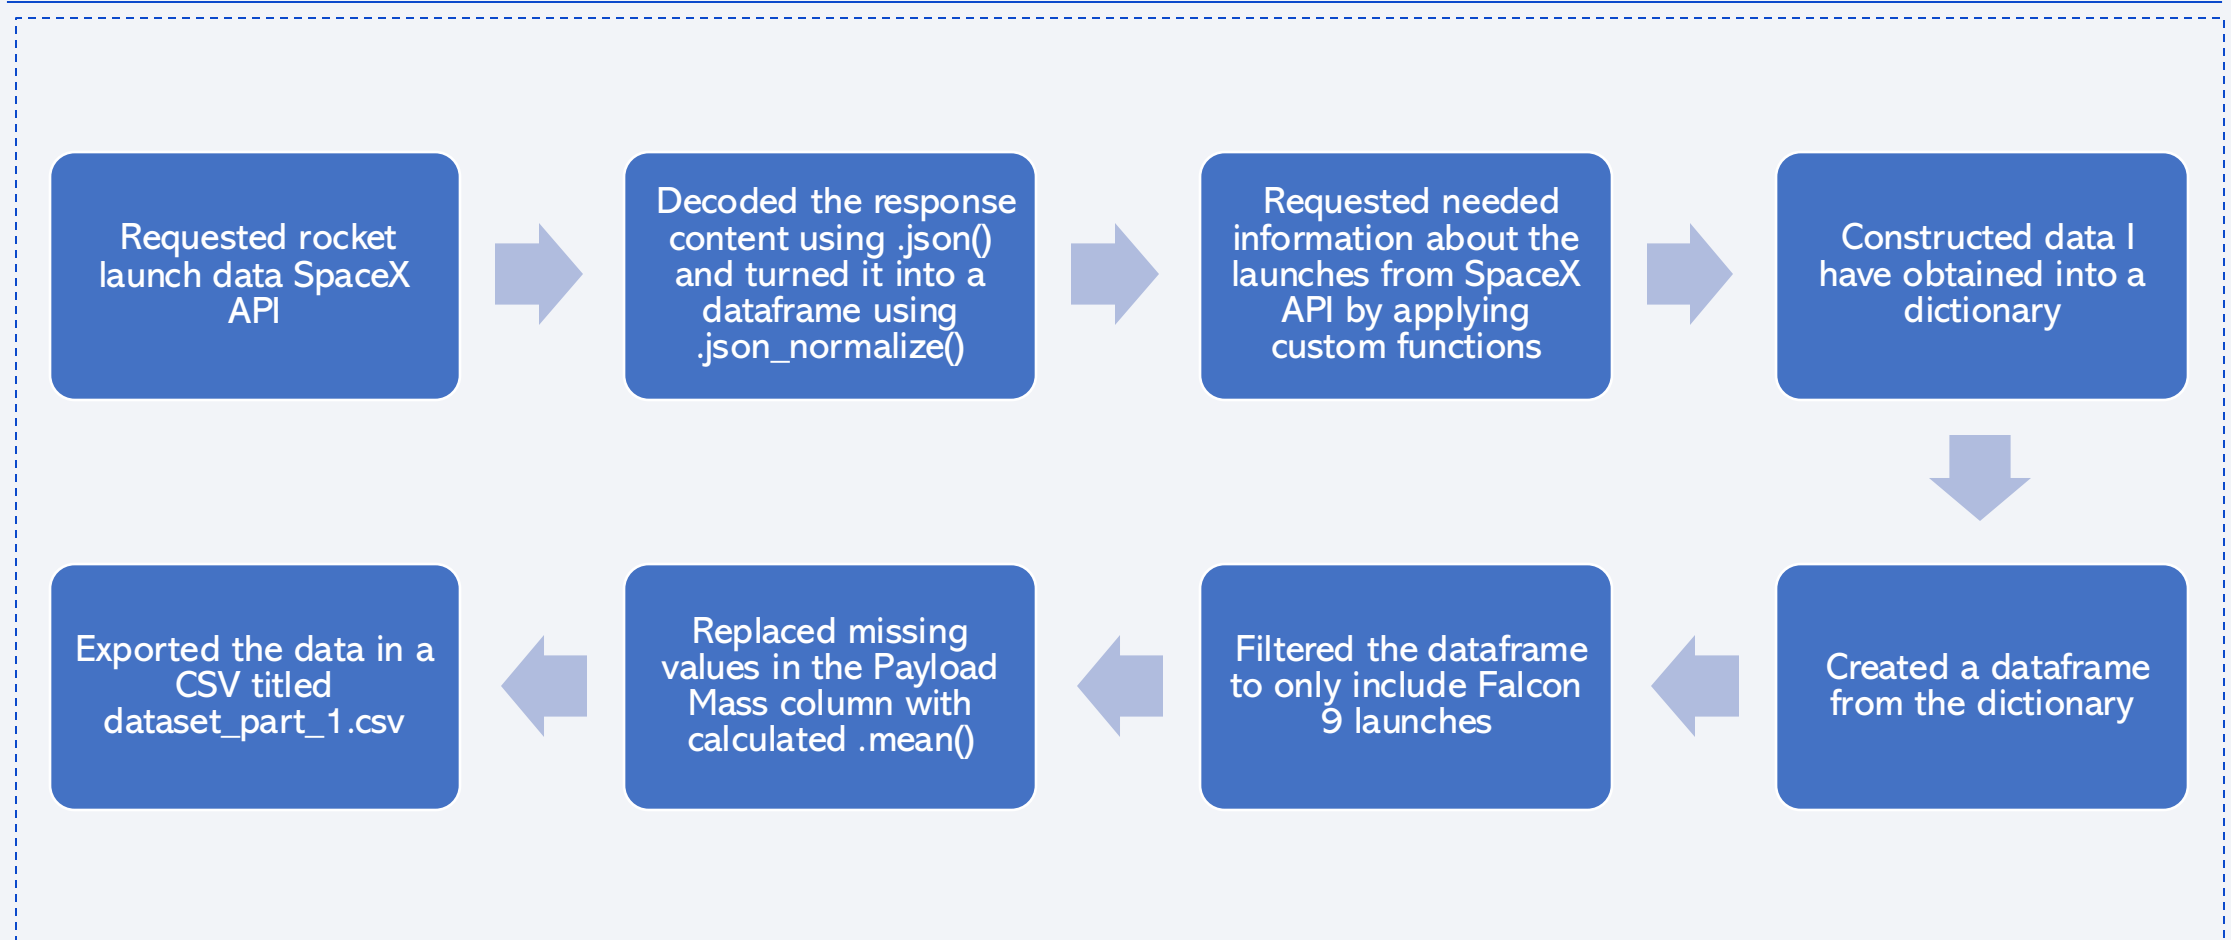 Requested rocket
launch data SpaceX
API
Decoded the response
content using .json()
and turned it into a
dataframe using
.json_normalize()
Requested needed
information about the
launches from SpaceX
API by applying
custom functions
Constructed data I
have obtained into a
dictionary
Created a dataframe
from the dictionary
Filtered the dataframe
to only include Falcon
9 launches
Replaced missing
values in the Payload
Mass column with
calculated .mean()
Exported the data in a
CSV titled
dataset_part_1.csv